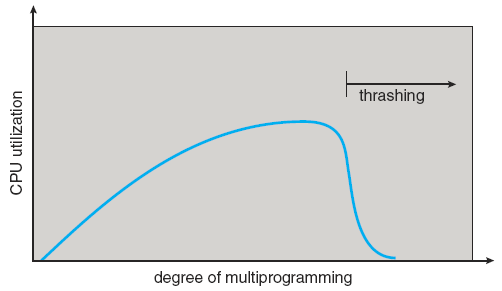 thrashing
CPU utilization
degree of multiprogramming